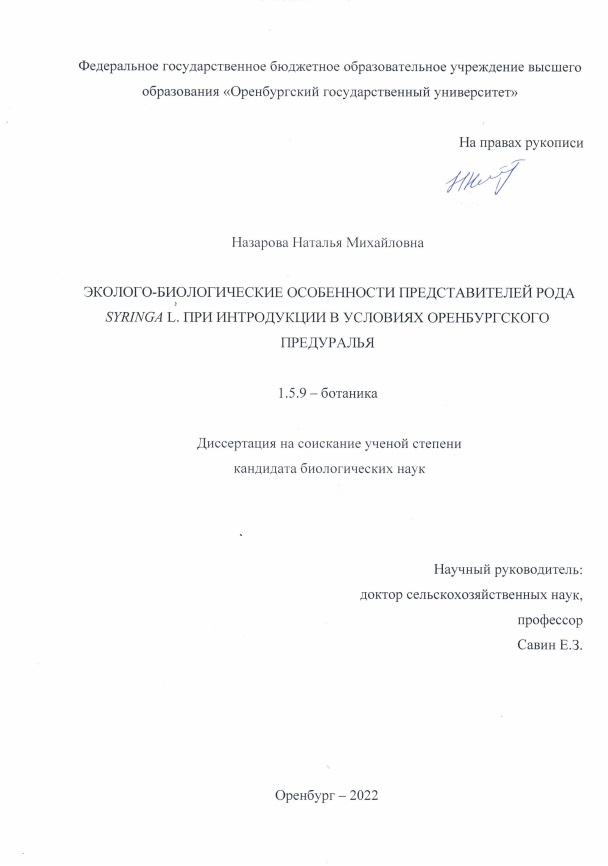 Федеральное государственное бюджетное образовательное учреждение высшего
образования «Оренбургский государственный университет»
На правах рукописи
Назарова Наталья Михайловна
ЭКОЛОГО-БИОЛОГИЧЕСКИЕ ОСОБЕННОСТИ ПРЕДСТАВИТЕЛЕЙ РОДА
SYRINGA L. ПРИ ИНТРОДУКЦИИ В УСЛОВИЯХ ОРЕНБУРГСКОГО
ПРЕДУРАЛЬЯ
1.5.9 – ботаника
Диссертация на соискание ученой степени
кандидата биологических наук
Научный руководитель:
доктор сельскохозяйственных наук,
профессор
Савин Е.З.
Оренбург – 2022